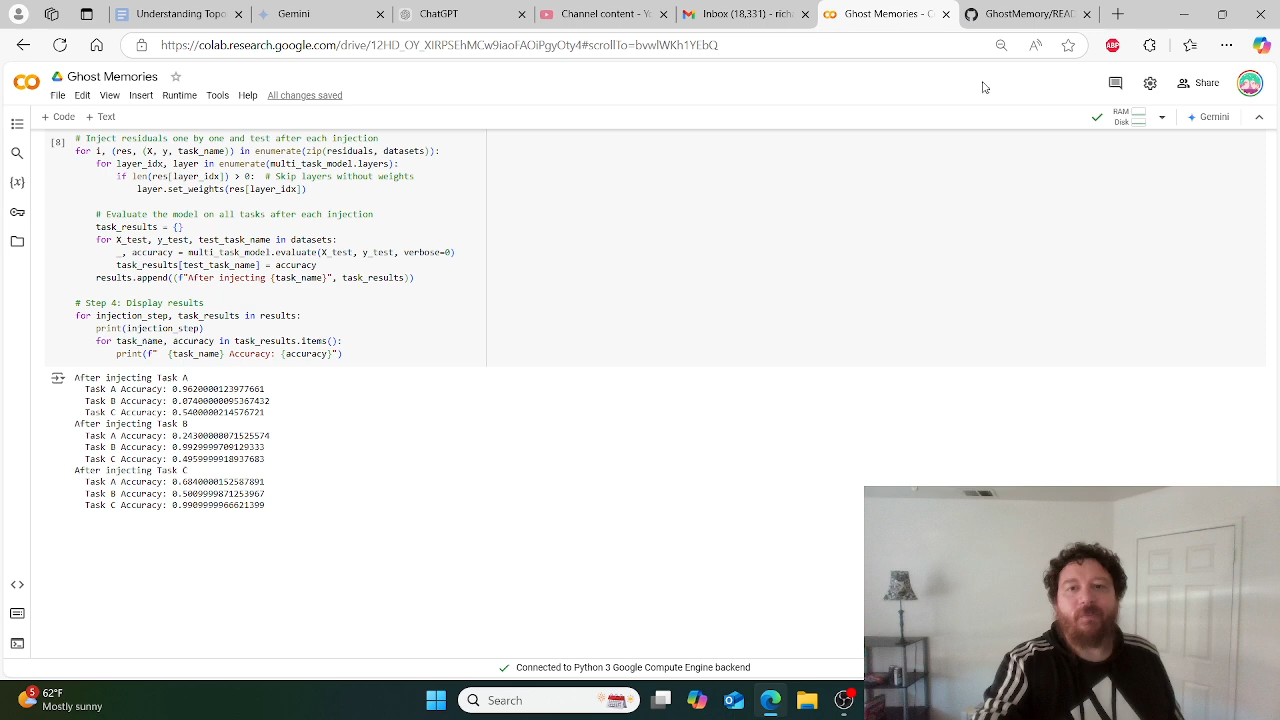 Understanding Topo
Gemini
ChatGPT
Channel content - Yo
Inbox (18,331) - rich
Ghost Memories - C
GhostMemory/READ
https://colab.research.google.com/drive/12HD_oX_XIRPSEhMCw9iaoFAOiPgyOty4#scrollTo=bvwlWKh1YEbQ
ABP
Ghost Memories
File Edit View Insert Runtime Tools Help All changes saved
Share
+ Code + Text
RAM
Disk
Gemini
[8]
# Inject residuals one by one and test after each injection
for i, (res, (X, y, task_name)) in enumerate(zip(residuals, datasets)):
for layer_idx, layer in enumerate(multi_task_model.layers):
if len(res[layer_idx]) > 0: # Skip layers without weights
layer.set_weights(res[layer_idx])
# Evaluate the model on all tasks after each injection
task_results = {}
for X_test, y_test, test_task_name in datasets:
_, accuracy = multi_task_model.evaluate(X_test, y_test, verbose=0)
task_results[test_task_name] = accuracy
results.append((f"After injecting {task_name}", task_results))
# Step 4: Display results
for injection_step, task_results in results:
print(injection_step)
for task_name, accuracy in task_results.items():
print(f" {task_name} Accuracy: {accuracy}")
After injecting Task A
Task A Accuracy: 0.9620000123977661
Task B Accuracy: 0.07400000095367432
Task C Accuracy: 0.5400000214576721
After injecting Task B
Task A Accuracy: 0.24300000071525574
Task B Accuracy: 0.9929999709129333
Task C Accuracy: 0.4959999918937683
After injecting Task C
Task A Accuracy: 0.6840000152587891
Task B Accuracy: 0.5009999871253967
Task C Accuracy: 0.9909999966621399
Connected to Python 3 Google Compute Engine backend
5
62°F
Mostly sunny
Search